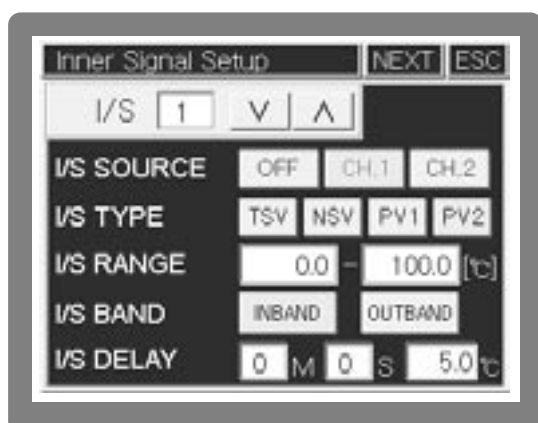 Inner Signal Setup NEXT ESC
I/S 1 ∨ ∧
I/S SOURCE OFF CH.1 CH.2
I/S TYPE TSV NSV PV1 PV2
I/S RANGE 0.0 - 100.0 [℃]
I/S BAND INBAND OUTBAND
I/S DELAY 0 M 0 S 5.0 ℃